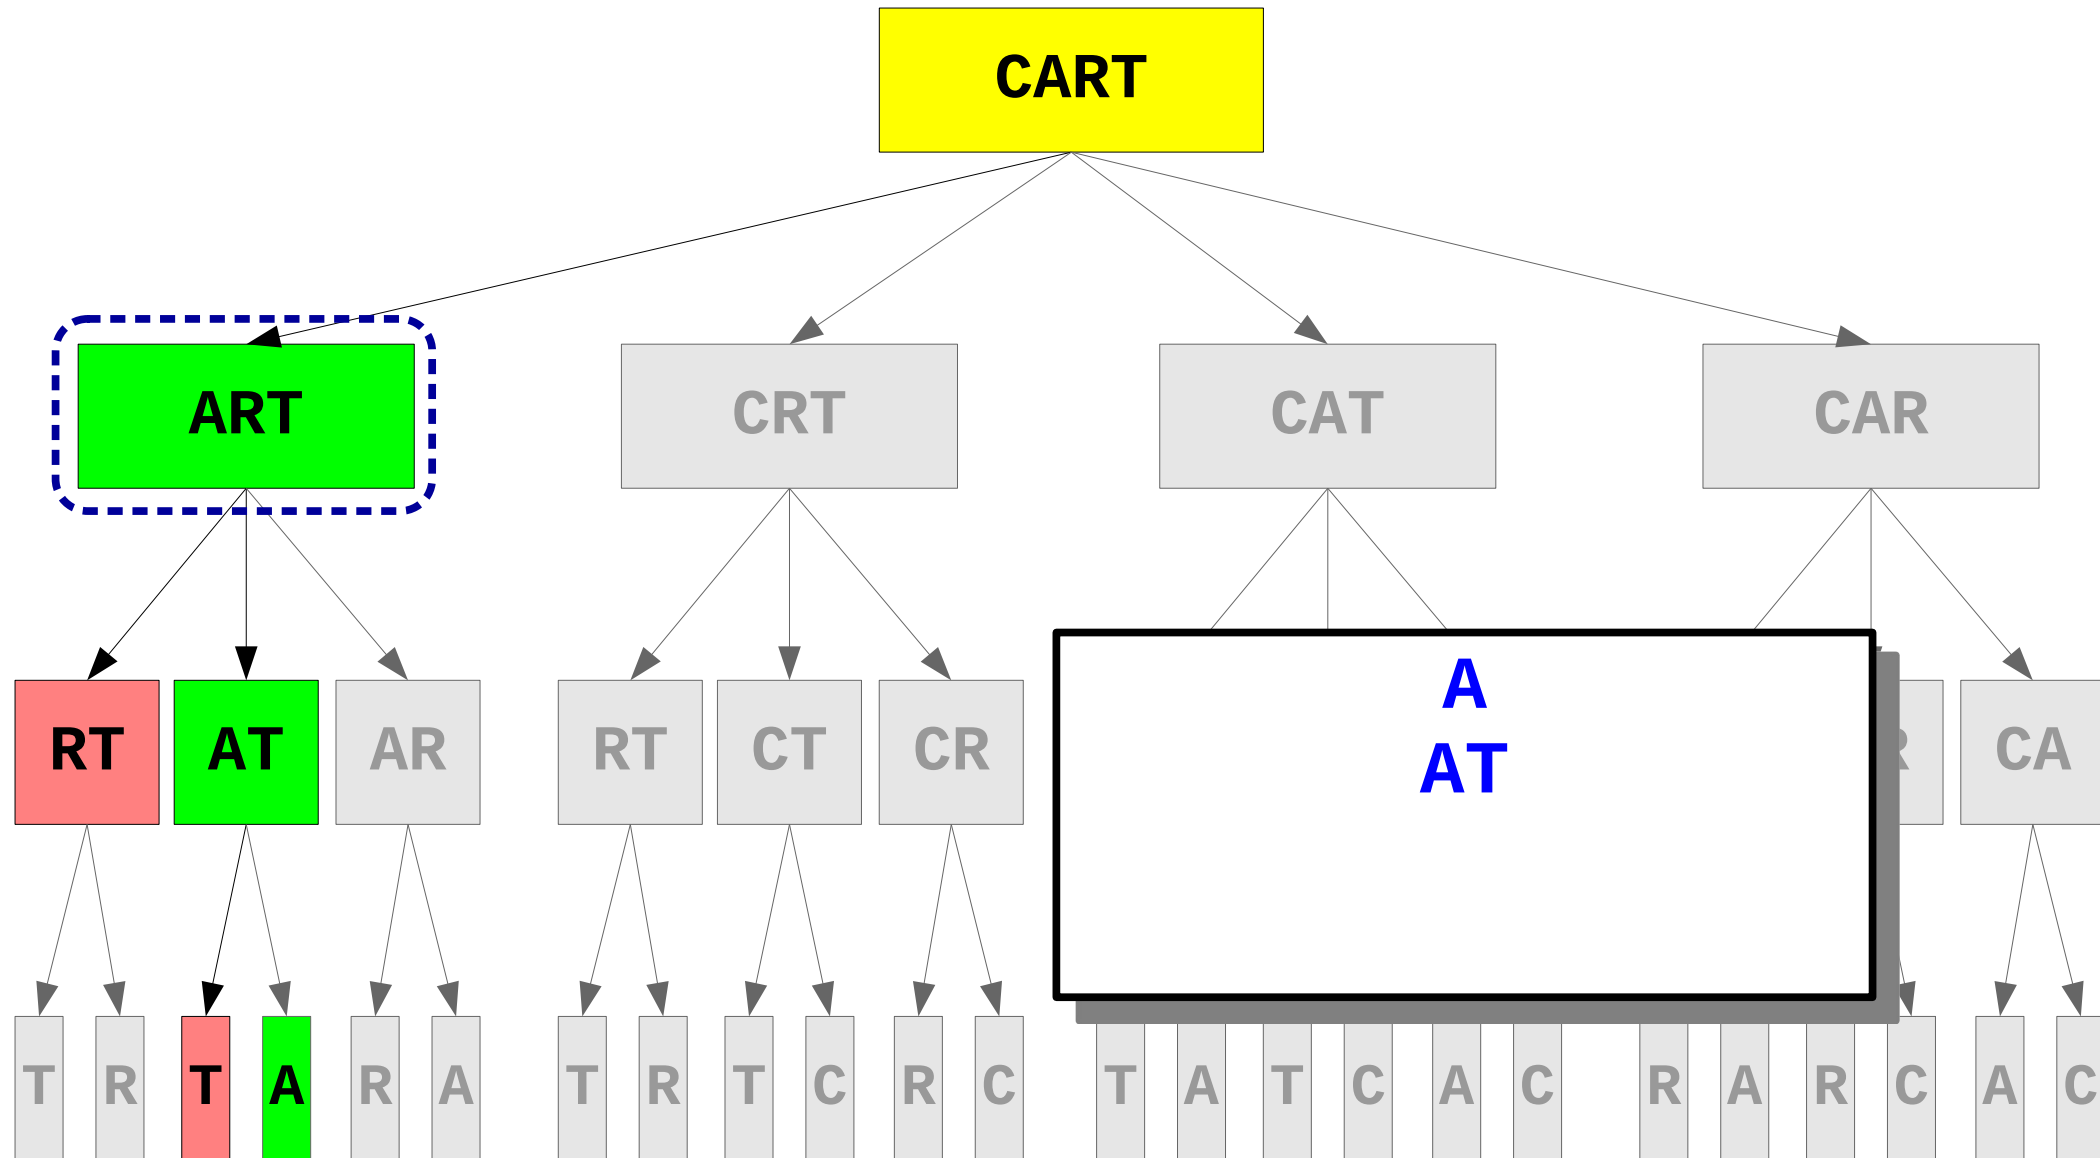 CART
ART CRT CAT CAR
A
RT AT AR RT CT CR CA
AT
T R T A R A T R T C R C T A T C A C R A R C A C